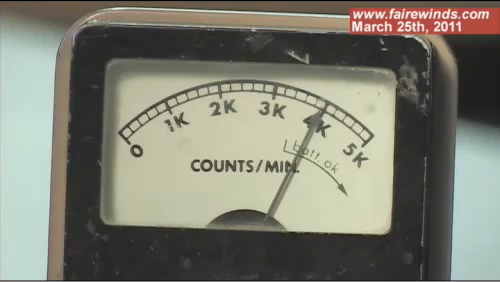 www.fairewinds.com
March 25th, 2011
0 1K 2K 3K 4K 5K
COUNTS/MIN.
batt. ok